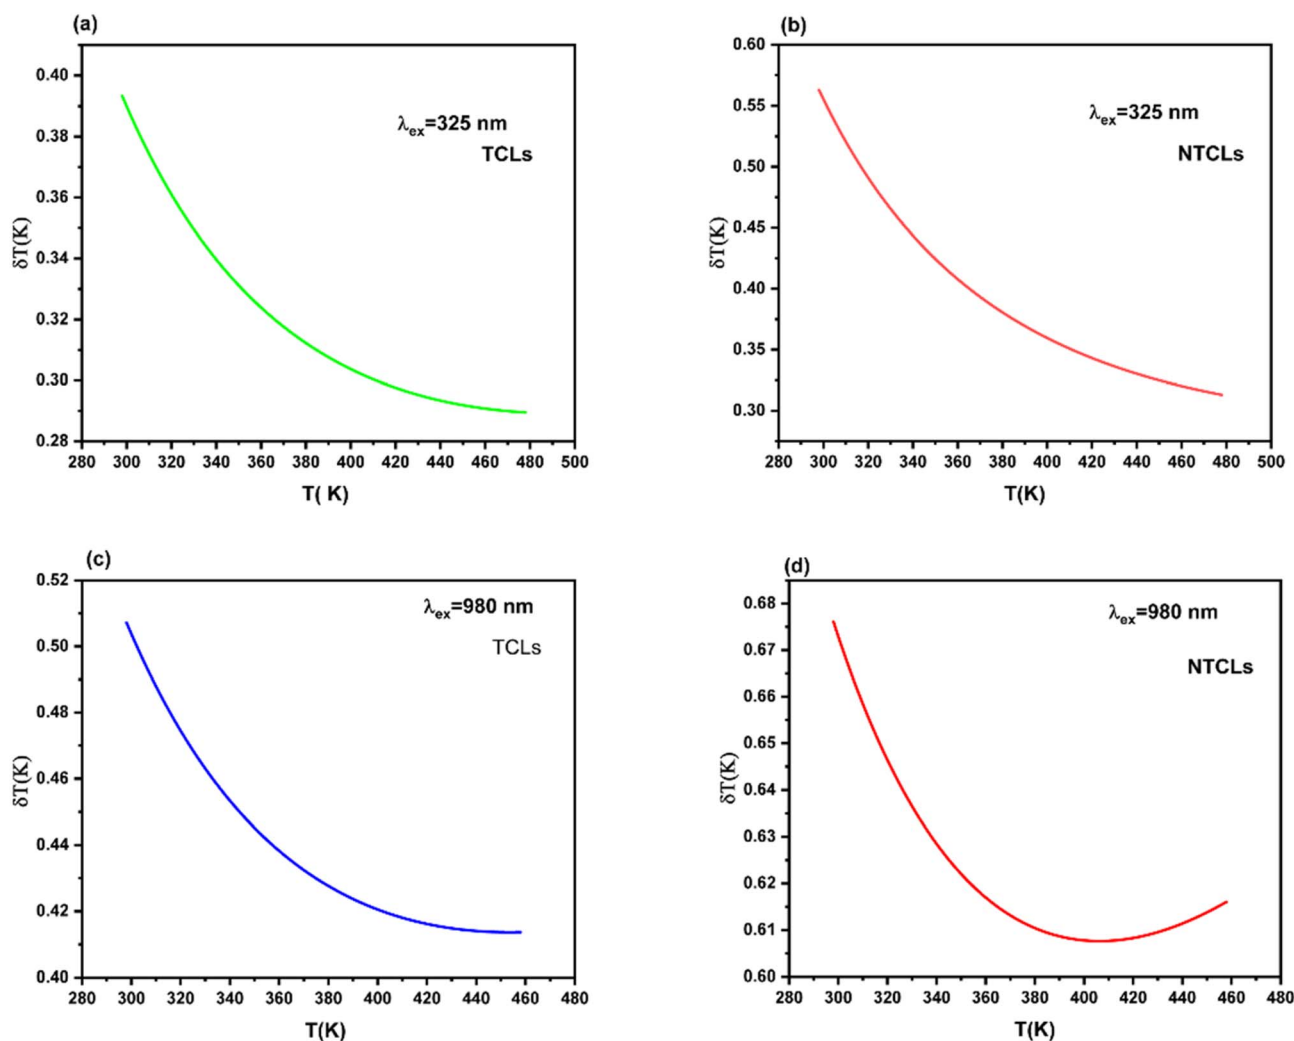 (a)
λex=325 nm
TCLs
δT(K)
0.40
0.38
0.36
0.34
0.32
0.30
0.28
280 300 320 340 360 380 400 420 440 460 480 500
T( K)
(b)
λex=325 nm
NTCLs
δT(K)
0.60
0.55
0.50
0.45
0.40
0.35
0.30
280 300 320 340 360 380 400 420 440 460 480 500
T(K)
(c)
λex=980 nm
TCLs
δT(K)
0.52
0.50
0.48
0.46
0.44
0.42
0.40
280 300 320 340 360 380 400 420 440 460 480
T(K)
(d)
λex=980 nm
NTCLs
δT(K)
0.68
0.67
0.66
0.65
0.64
0.63
0.62
0.61
0.60
280 300 320 340 360 380 400 420 440 460 480
T(K)